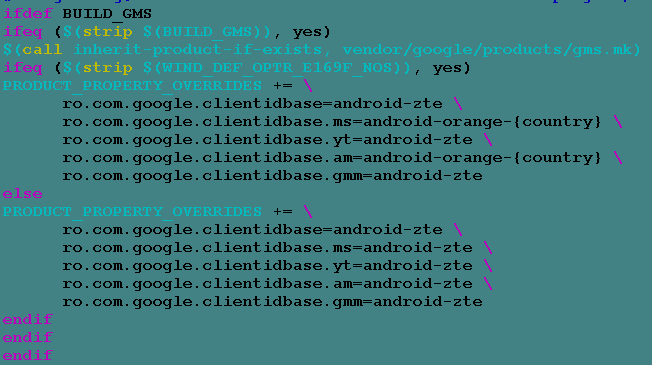 ifdef BUILD_GMS
ifeq ($(strip $(BUILD_GMS)), yes)
$(call inherit-product-if-exists, vendor/google/products/gms.mk)
ifeq ($(strip $(WIND_DEF_OPTR_E169F_NOS)), yes)
PRODUCT_PROPERTY_OVERRIDES += \
ro.com.google.clientidbase=android-zte \
ro.com.google.clientidbase.ms=android-orange-{country} \
ro.com.google.clientidbase.yt=android-zte \
ro.com.google.clientidbase.am=android-orange-{country} \
ro.com.google.clientidbase.gmm=android-zte
else
PRODUCT_PROPERTY_OVERRIDES += \
ro.com.google.clientidbase=android-zte \
ro.com.google.clientidbase.ms=android-zte \
ro.com.google.clientidbase.yt=android-zte \
ro.com.google.clientidbase.am=android-zte \
ro.com.google.clientidbase.gmm=android-zte
endif
endif
endif